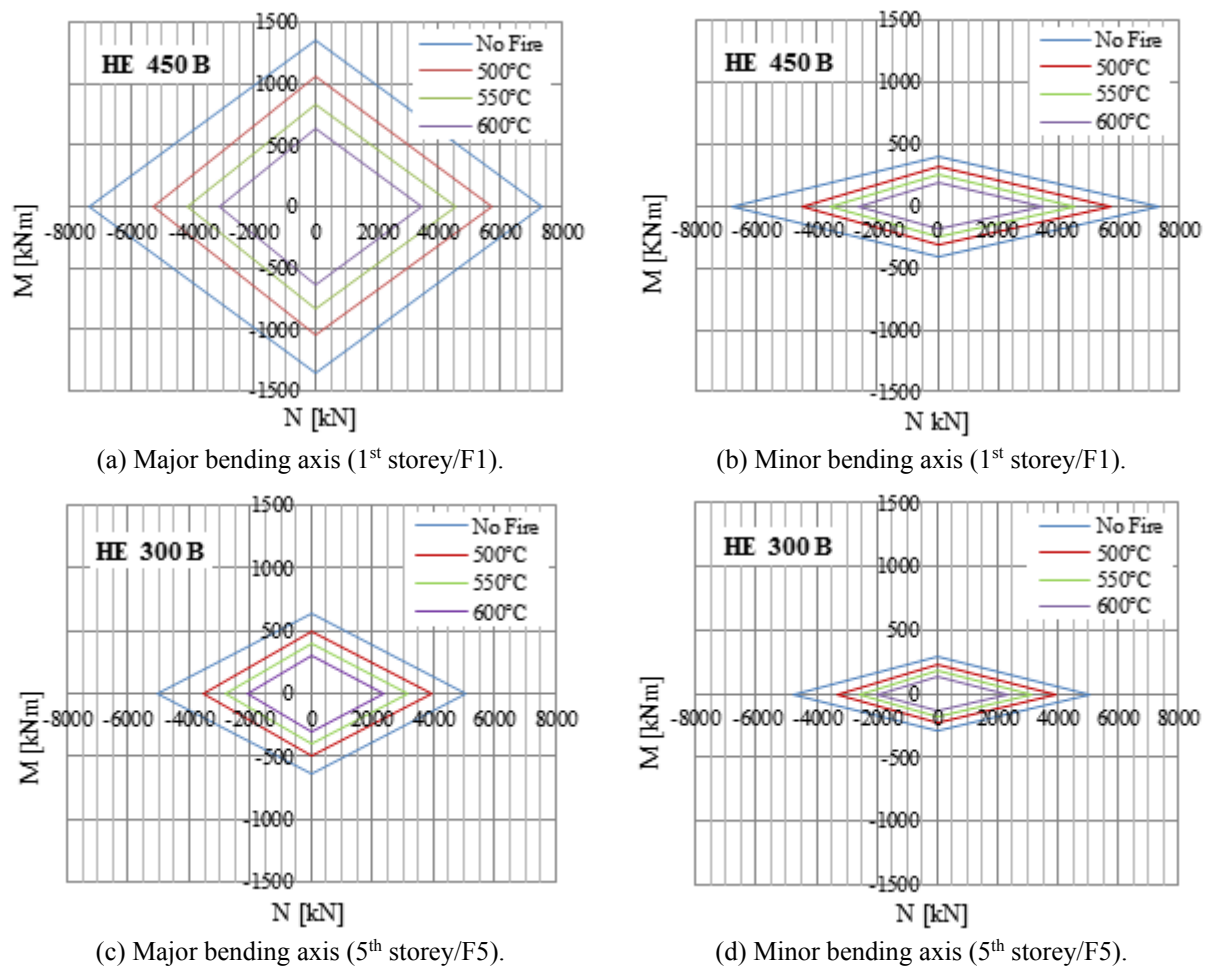 1500
HE 450 B
No Fire
500°C
550°C
600°C
1000
500
0
-8000 -6000 -4000 -2000 0 2000 4000 6000 8000
-500
-1000
-1500
M [kNm]
N [kN]
(a) Major bending axis (1st storey/F1).
1500
HE 450 B
No Fire
500°C
550°C
600°C
1000
500
0
-8000 -6000 -4000 -2000 0 2000 4000 6000 8000
-500
-1000
-1500
M [KNm]
N kN]
(b) Minor bending axis (1st storey/F1).
1500
HE 300 B
No Fire
500°C
550°C
600°C
1000
500
0
-8000 -6000 -4000 -2000 0 2000 4000 6000 8000
-500
-1000
-1500
M [kNm]
N [kN]
(c) Major bending axis (5th storey/F5).
1500
HE 300 B
No Fire
500°C
550°C
600°C
1000
500
0
-8000 -6000 -4000 -2000 0 2000 4000 6000 8000
-500
-1000
-1500
M [kNm]
N [kN]
(d) Minor bending axis (5th storey/F5).